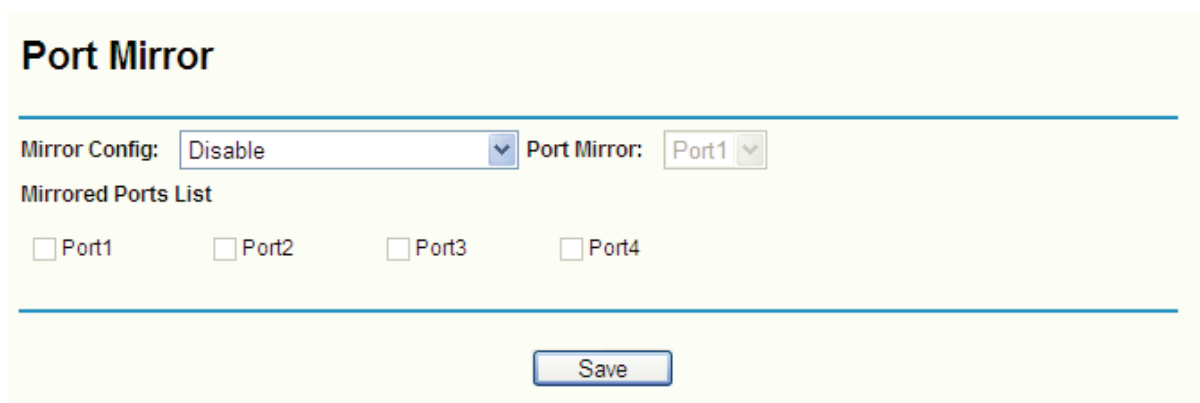 Port Mirror
Mirror Config: Disable Port Mirror: Port1
Mirrored Ports List
Port1 Port2 Port3 Port4
Save